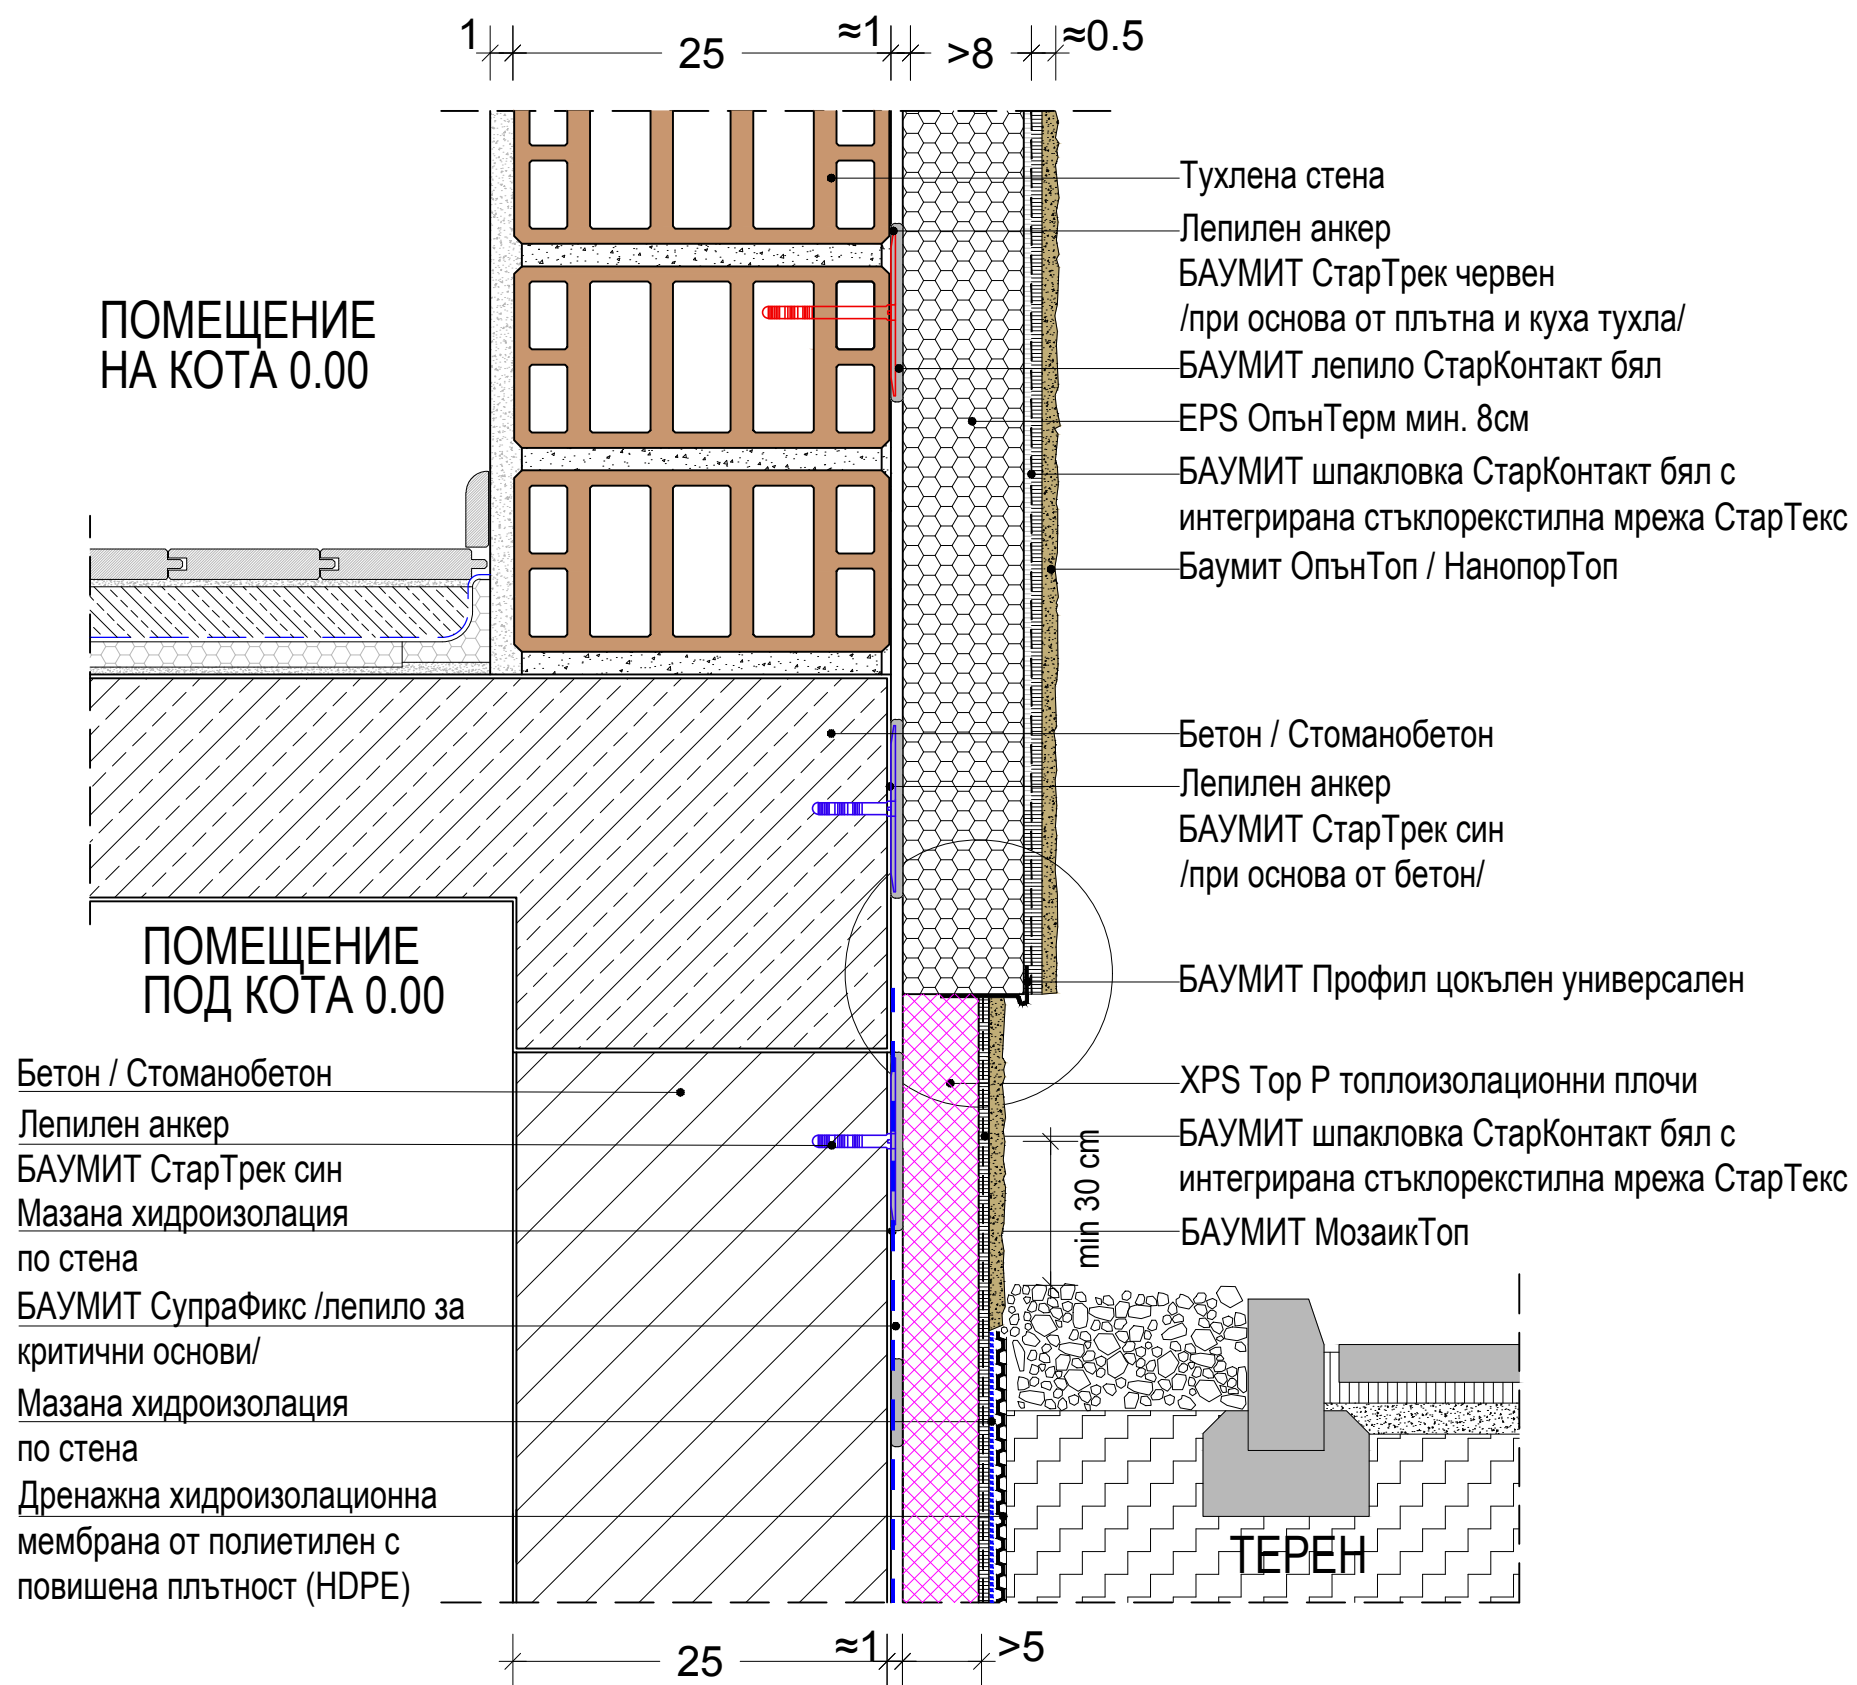 1
25
≈1
>8
≈0.5
Тухлена стена
Лепилен анкер
БАУМИТ СтарТрек червен
/при основа от плътна и куха тухла/
БАУМИТ лепило СтарКонтакт бял
EPS ОпънТерм мин. 8см
БАУМИТ шпакловка СтарКонтакт бял с
интегрирана стъклорекстилна мрежа СтарТекс
Баумит ОпънТоп / НанопорТоп
ПОМЕЩЕНИЕ
НА КОТА 0.00
Бетон / Стоманобетон
Лепилен анкер
БАУМИТ СтарТрек син
/при основа от бетон/
БАУМИТ Профил цокълен универсален
XPS Top P топлоизолационни плочи
БАУМИТ шпакловка СтарКонтакт бял с
интегрирана стъклорекстилна мрежа СтарТекс
БАУМИТ МозаикТоп
min 30 cm
ПОМЕЩЕНИЕ
ПОД КОТА 0.00
Бетон / Стоманобетон
Лепилен анкер
БАУМИТ СтарТрек син
Мазана хидроизолация
по стена
БАУМИТ СупраФикс /лепило за
критични основи/
Мазана хидроизолация
по стена
Дренажна хидроизолационна
мембрана от полиетилен с
повишена плътност (HDPE)
ТЕРЕН
25
≈1
>5